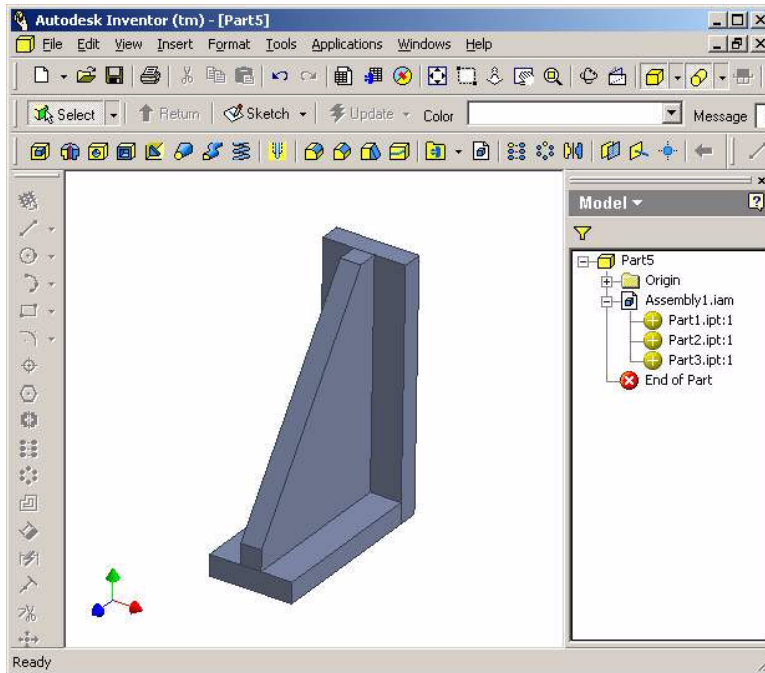 Autodesk Inventor (tm) - [Part5]
File Edit View Insert Format Tools Applications Windows Help
Select Return Sketch Update Color Message
Model
Part5
Origin
Assembly1.iam
Part1.ipt:1
Part2.ipt:1
Part3.ipt:1
End of Part
Ready